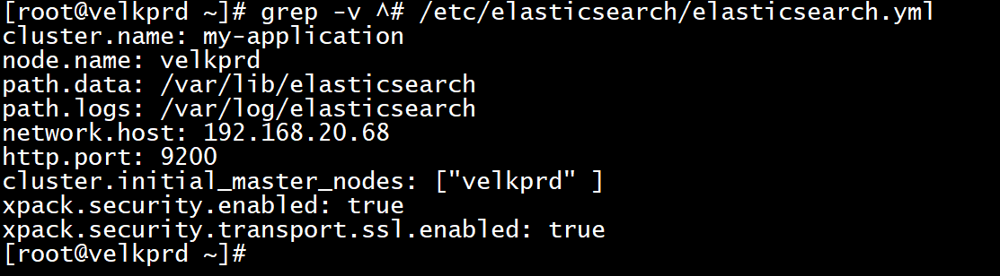 [root@velkprd ~]# grep -v ^# /etc/elasticsearch/elasticsearch.yml
cluster.name: my-application
node.name: velkprd
path.data: /var/lib/elasticsearch
path.logs: /var/log/elasticsearch
network.host: 192.168.20.68
http.port: 9200
cluster.initial_master_nodes: ["velkprd" ]
xpack.security.enabled: true
xpack.security.transport.ssl.enabled: true
[root@velkprd ~]#